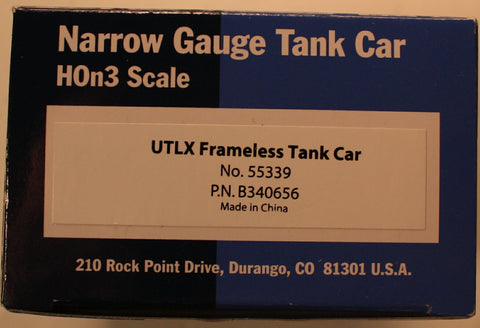 Narrow Gauge Tank Car
HOn3 Scale
UTLX Frameless Tank Car
No. 55339
P.N. B340656
Made in China
210 Rock Point Drive, Durango, CO 81301 U.S.A.